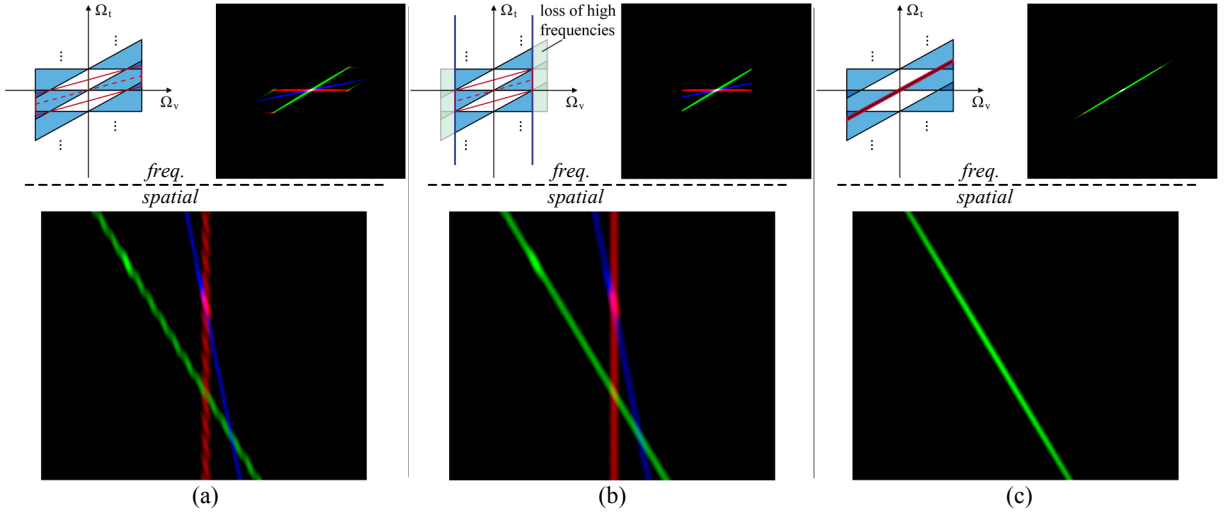 Ωt
Ωv
freq.
spatial
(a)
Ωt
loss of high
frequencies
Ωv
freq.
spatial
(b)
Ωt
Ωv
freq.
spatial
(c)